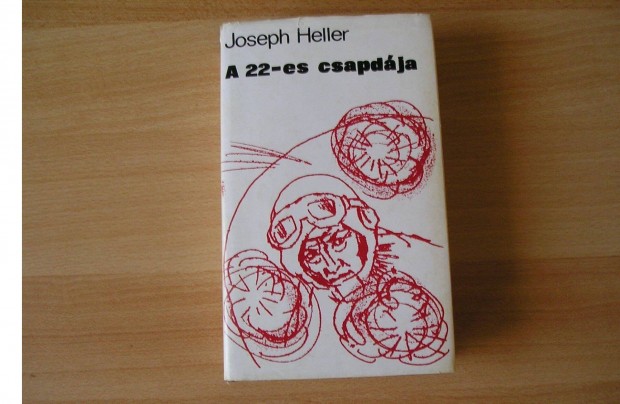 Joseph Heller
A 22-es csapdája